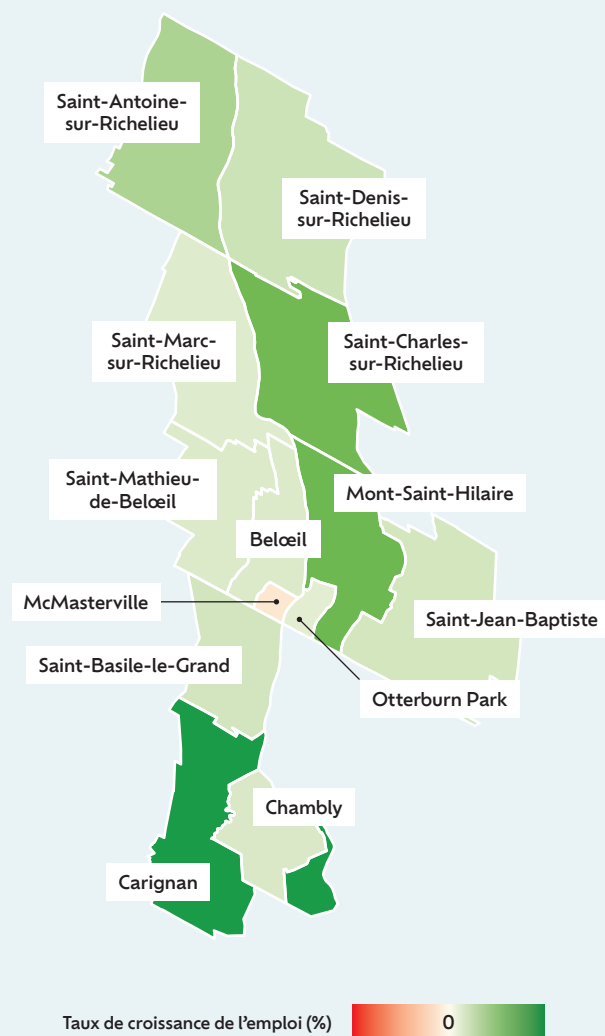 Saint-Antoine-
sur-Richelieu
Saint-Denis-
sur-Richelieu
Saint-Marc-
sur-Richelieu
Saint-Charles-
sur-Richelieu
Saint-Mathieu-
de-Belœil
Mont-Saint-Hilaire
Belœil
McMasterville
Saint-Jean-Baptiste
Saint-Basile-le-Grand
Otterburn Park
Chambly
Carignan
Taux de croissance de l'emploi (%)
0